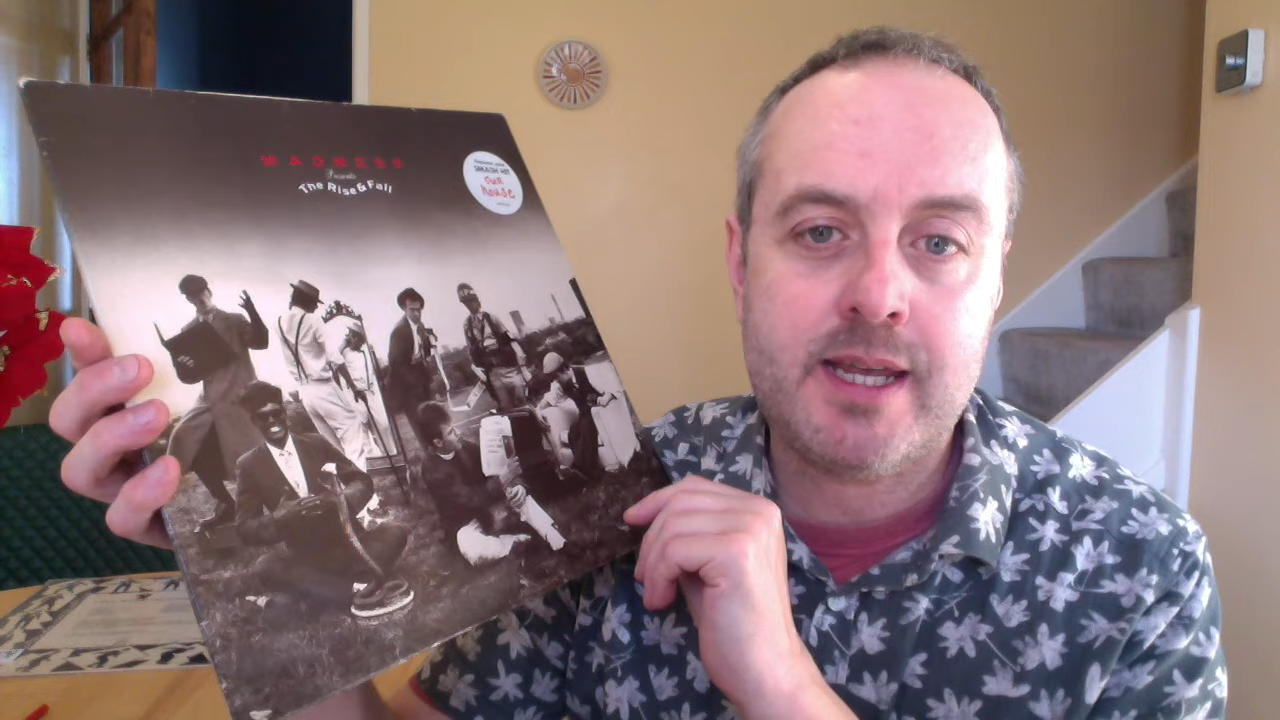 MADNESS
Presents
The Rise & Fall
SMASH HIT
OUR
HOUSE